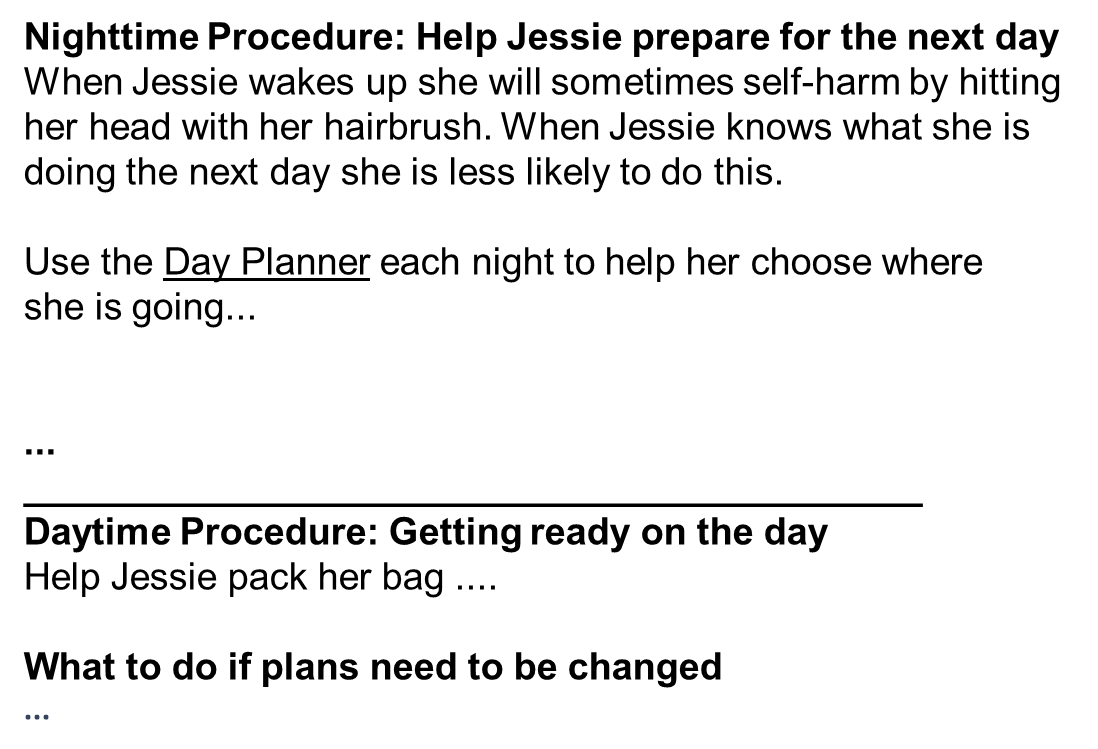 Nighttime Procedure: Help Jessie prepare for the next day
When Jessie wakes up she will sometimes self-harm by hitting
her head with her hairbrush. When Jessie knows what she is
doing the next day she is less likely to do this.
Use the Day Planner each night to help her choose where
she is going...
...
Daytime Procedure: Getting ready on the day
Help Jessie pack her bag ....
What to do if plans need to be changed
...